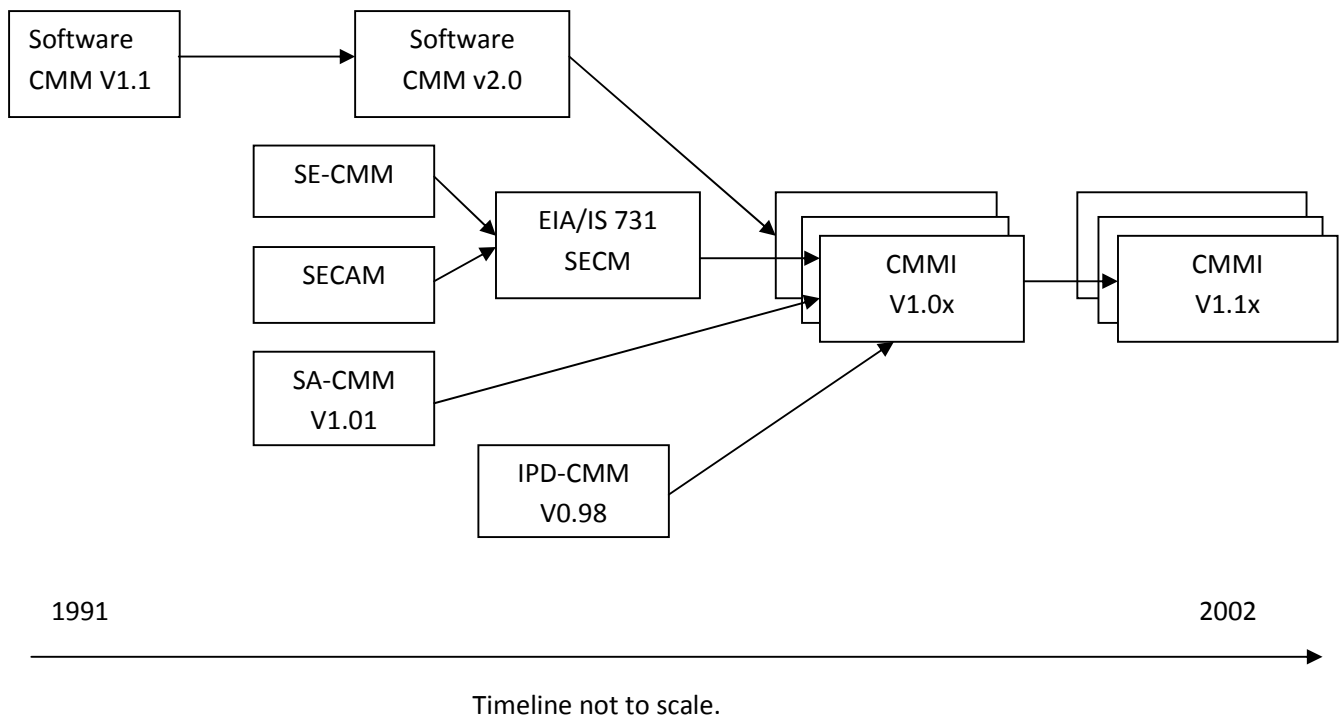 Software
CMM V1.1
Software
CMM v2.0
SE-CMM
SECAM
EIA/IS 731
SECM
CMMI
V1.0x
CMMI
V1.1x
SA-CMM
V1.01
IPD-CMM
V0.98
1991
2002
Timeline not to scale.